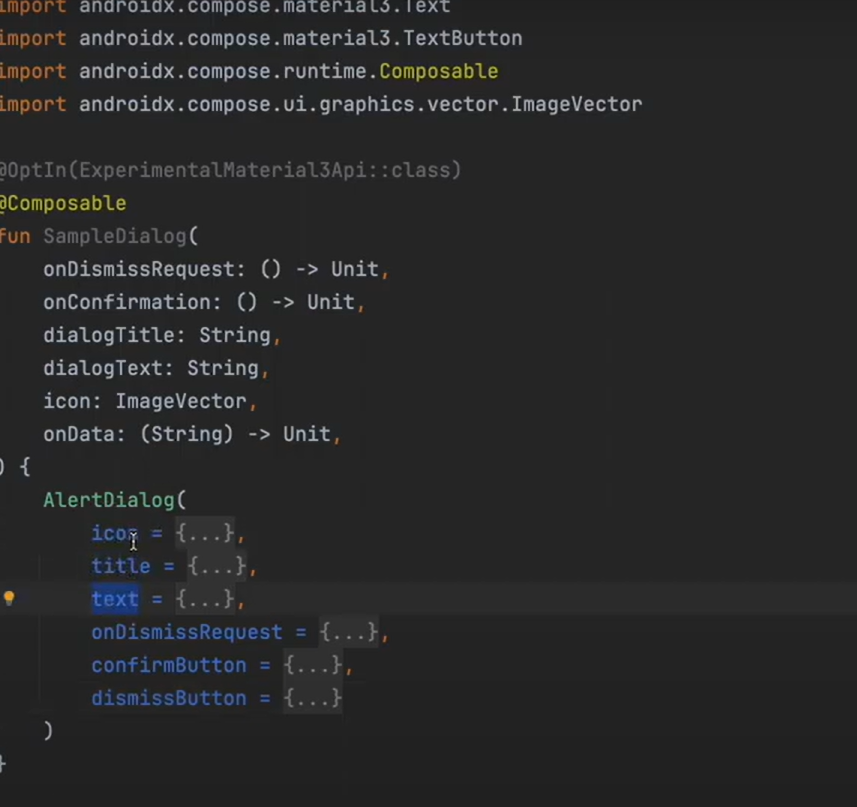 import androidx.compose.material3.Text
import androidx.compose.material3.TextButton
import androidx.compose.runtime.Composable
import androidx.compose.ui.graphics.vector.ImageVector
@OptIn(ExperimentalMaterial3Api::class)
@Composable
fun SampleDialog(
onDismissRequest: () -> Unit,
onConfirmation: () -> Unit,
dialogTitle: String,
dialogText: String,
icon: ImageVector,
onData: (String) -> Unit,
) {
AlertDialog(
icon = {...},
title = {...},
text = {...},
onDismissRequest = {...},
confirmButton = {...},
dismissButton = {...}
)
}